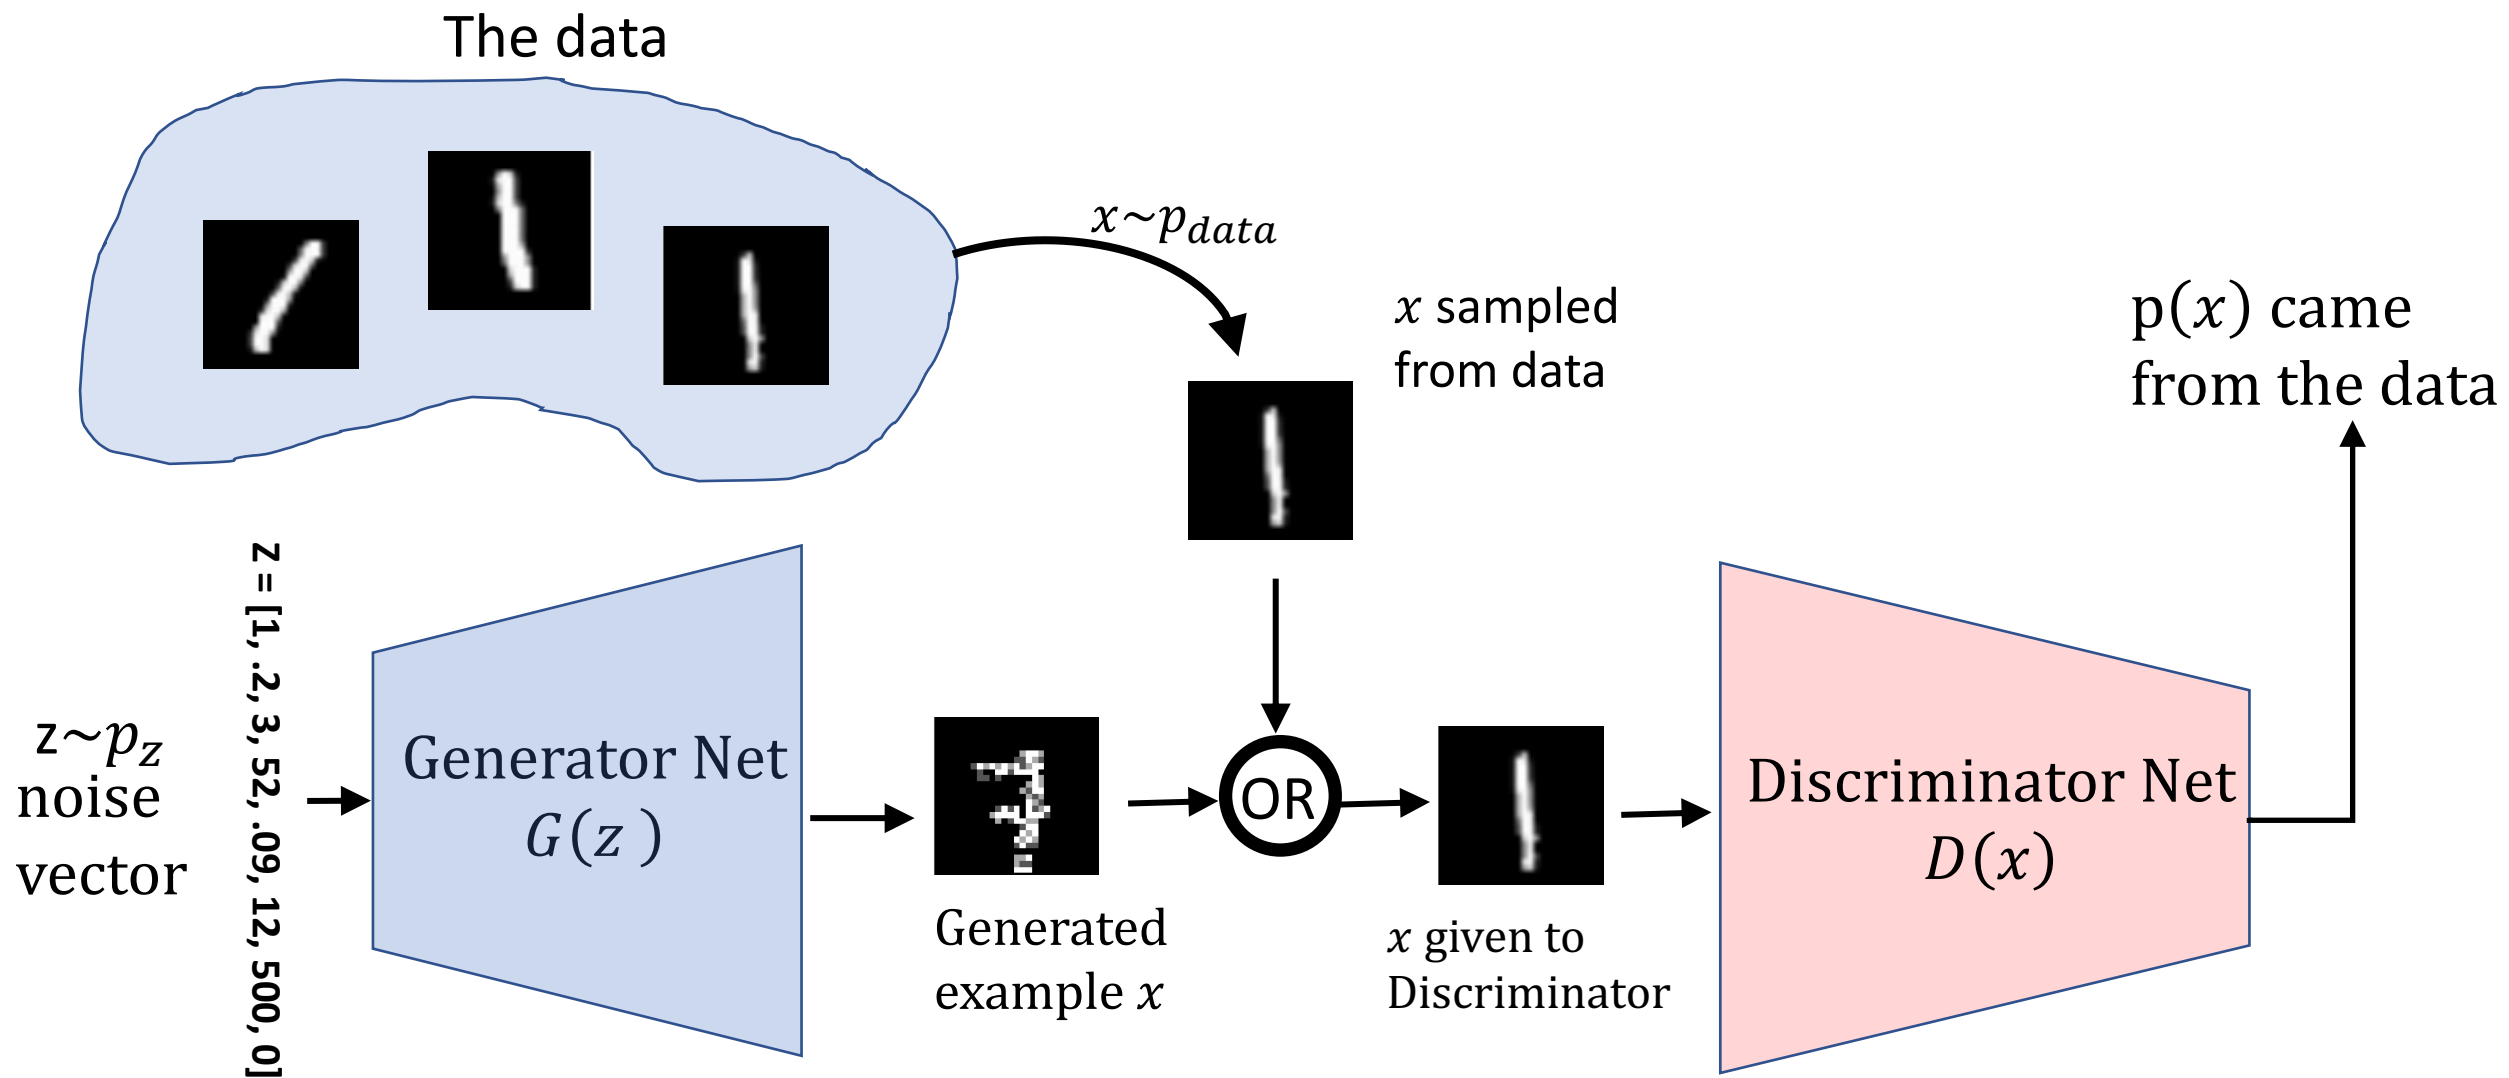 The data
x~p_data
x sampled
from data
p(x) came
from the data
z = [1, .2, 3, 52, .09, 12, 500, 0]
z~p_z
noise
vector
Generator Net
G(z)
Generated
example x
OR
x given to
Discriminator
Discriminator Net
D(x)